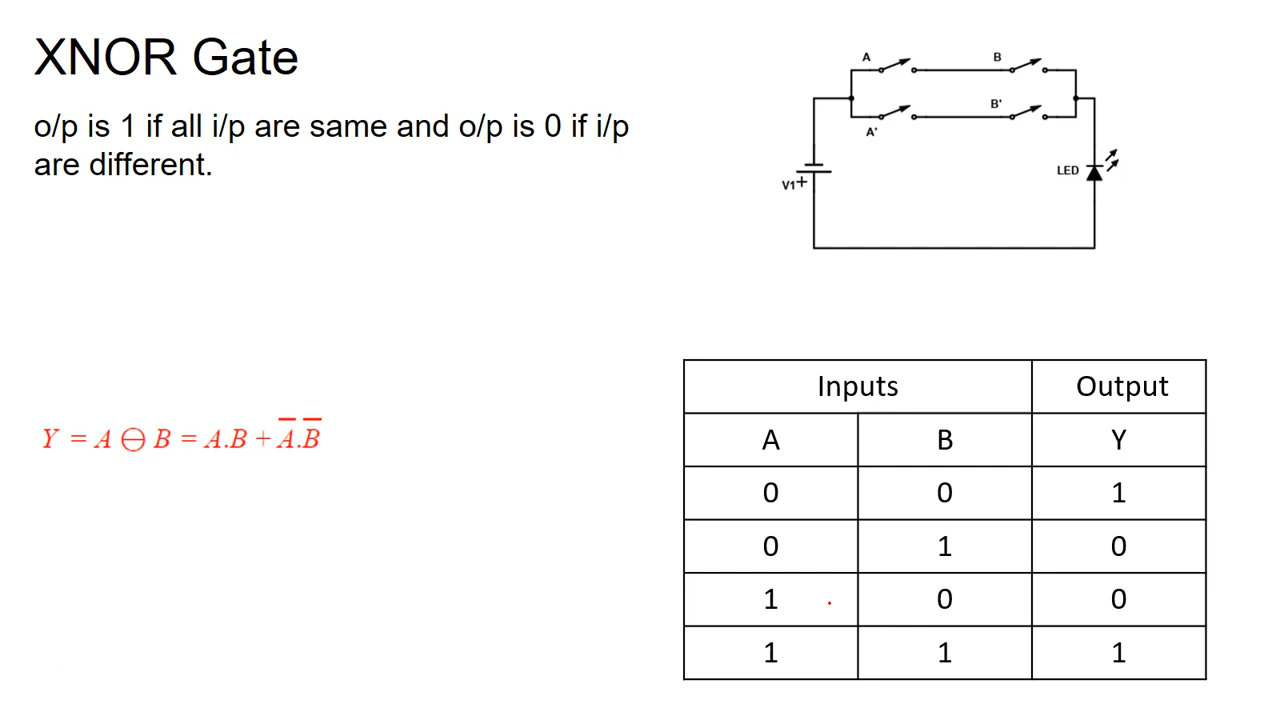 XNOR Gate
o/p is 1 if all i/p are same and o/p is 0 if i/p
are different.
A
B
A'
B'
V1+
LED
Y = A ⊖ B = A.B + A̅.B̅
Inputs Output
A B Y
0 0 1
0 1 0
1 0 0
1 1 1